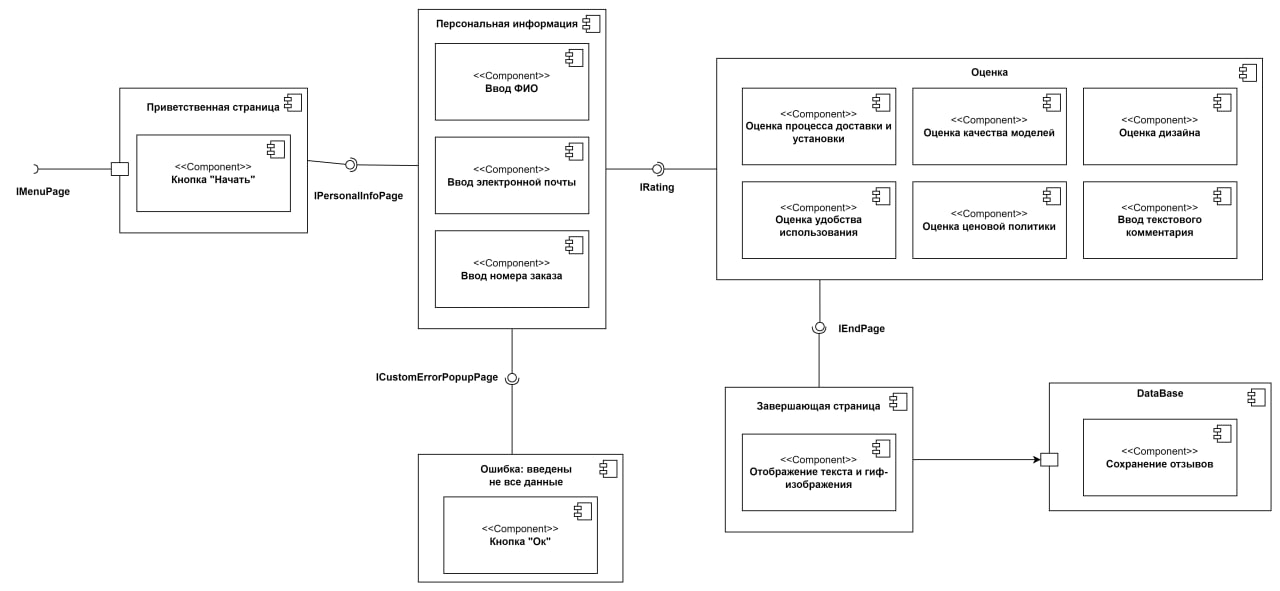 IMenuPage
Приветственная страница
<<Component>>
Кнопка "Начать"
IPersonalInfoPage
Персональная информация
<<Component>>
Ввод ФИО
<<Component>>
Ввод электронной почты
<<Component>>
Ввод номера заказа
ICustomErrorPopupPage
Ошибка: введены
не все данные
<<Component>>
Кнопка "Ок"
IRating
Оценка
<<Component>>
Оценка процесса доставки и
установки
<<Component>>
Оценка качества моделей
<<Component>>
Оценка дизайна
<<Component>>
Оценка удобства
использования
<<Component>>
Оценка ценовой политики
<<Component>>
Ввод текстового
комментария
IEndPage
Завершающая страница
<<Component>>
Отображение текста и гиф-
изображения
DataBase
<<Component>>
Сохранение отзывов